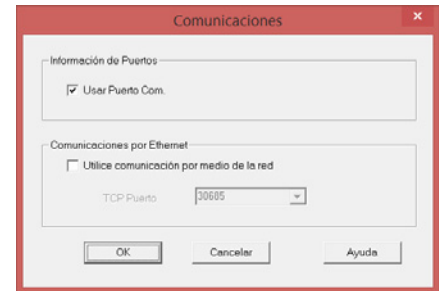 Comunicaciones
Información de Puertos
Usar Puerto Com.
Comunicaciones por Ethernet
Utilice comunicación por medio de la red
TCP Puerto 30605
OK Cancelar Ayuda